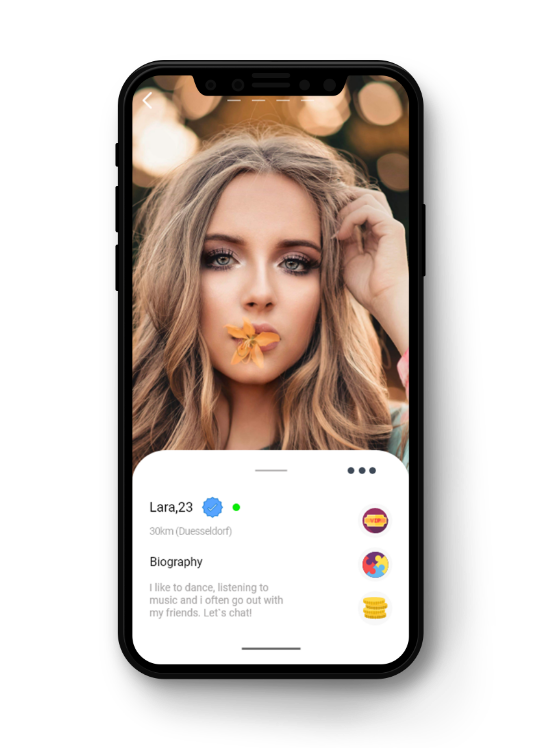 Lara,23
30km (Duesseldorf)
VIP
Biography
I like to dance, listening to
music and i often go out with
my friends. Let`s chat!